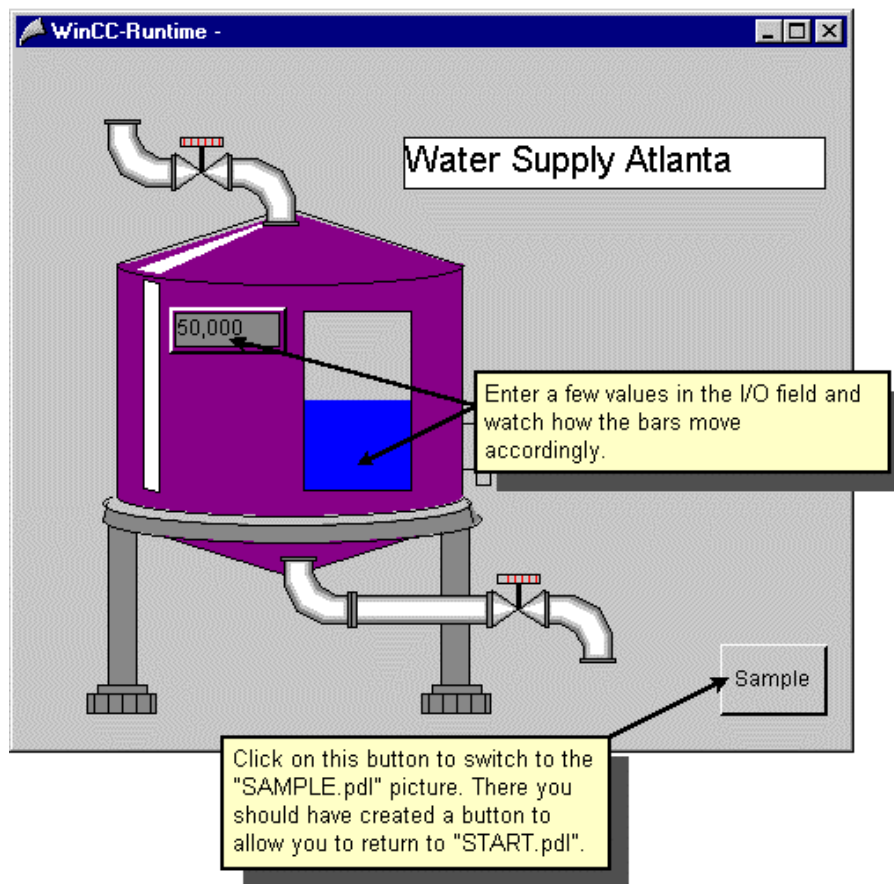 WinCC-Runtime -
Water Supply Atlanta
50,000
Enter a few values in the I/O field and
watch how the bars move
accordingly.
Sample
Click on this button to switch to the
"SAMPLE.pdl" picture. There you
should have created a button to
allow you to return to "START.pdl".